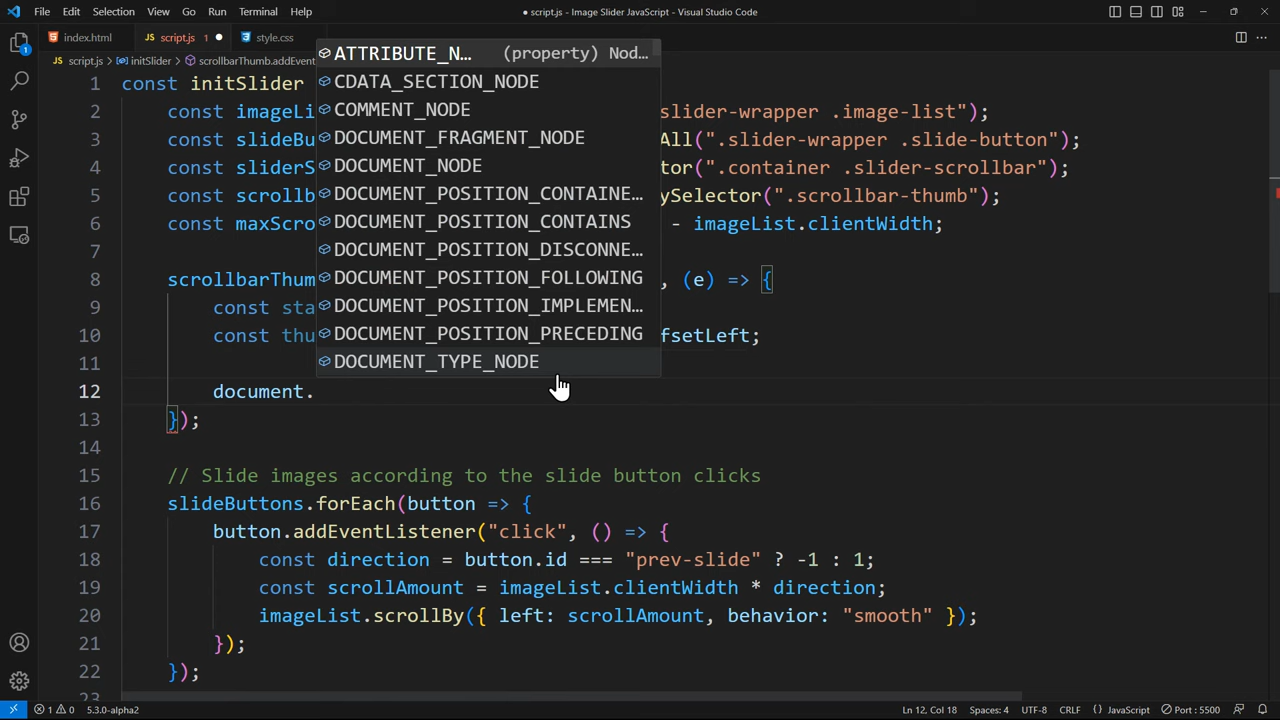 File Edit Selection View Go Run Terminal Help
● script.js - Image Slider JavaScript - Visual Studio Code
index.html JS script.js 1 ● style.css
JS script.js > initSlider > scrollbarThumb.addEvent
ATTRIBUTE_N… (property) Nod…
CDATA_SECTION_NODE
COMMENT_NODE
DOCUMENT_FRAGMENT_NODE
DOCUMENT_NODE
DOCUMENT_POSITION_CONTAINE…
DOCUMENT_POSITION_CONTAINS
DOCUMENT_POSITION_DISCONNE…
DOCUMENT_POSITION_FOLLOWING
DOCUMENT_POSITION_IMPLEMEN…
DOCUMENT_POSITION_PRECEDING
DOCUMENT_TYPE_NODE
1 const initSlider
2 const imageLi slider-wrapper .image-list");
3 const slideBu All(".slider-wrapper .slide-button");
4 const sliderS tor(".container .slider-scrollbar");
5 const scrollb ySelector(".scrollbar-thumb");
6 const maxScro - imageList.clientWidth;
7
8 scrollbarThum , (e) => {
9 const sta
10 const thu fsetLeft;
11
12 document.
13 });
14
15 // Slide images according to the slide button clicks
16 slideButtons.forEach(button => {
17 button.addEventListener("click", () => {
18 const direction = button.id === "prev-slide" ? -1 : 1;
19 const scrollAmount = imageList.clientWidth * direction;
20 imageList.scrollBy({ left: scrollAmount, behavior: "smooth" });
21 });
22 });
23
1 0 5.3.0-alpha2 Ln 12, Col 18 Spaces: 4 UTF-8 CRLF {} JavaScript Port : 5500